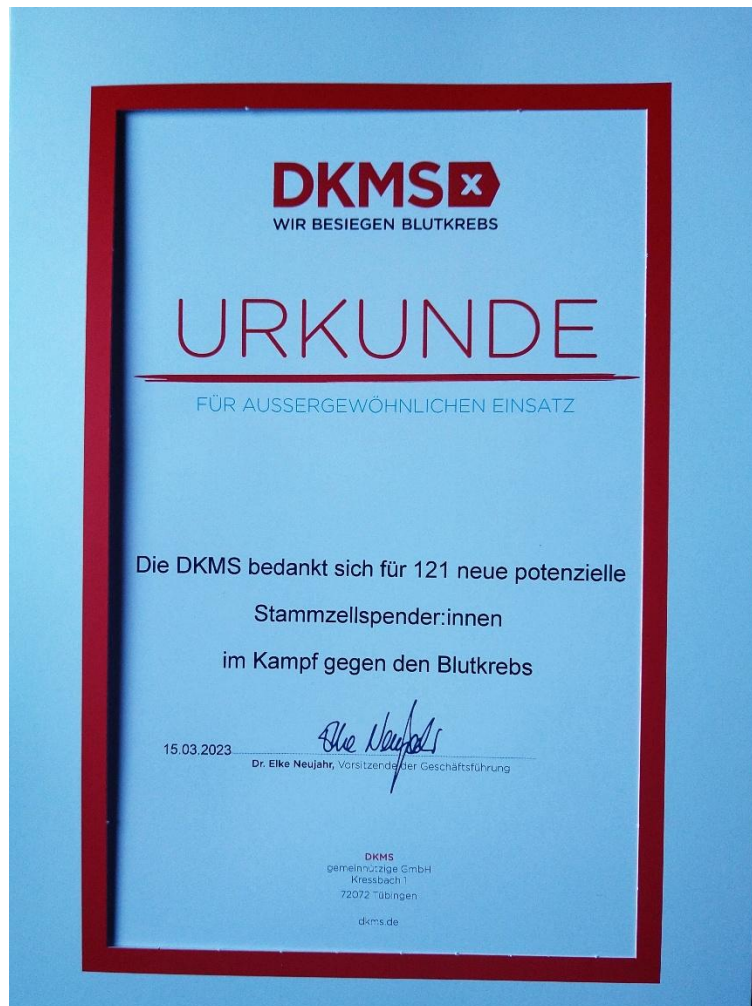 DKMS x
WIR BESIEGEN BLUTKREBS
URKUNDE
FÜR AUSSERGEWÖHNLICHEN EINSATZ
Die DKMS bedankt sich für 121 neue potenzielle
Stammzellspender:innen
im Kampf gegen den Blutkrebs
Elke Neujahr
15.03.2023
Dr. Elke Neujahr, Vorsitzende der Geschäftsführung
DKMS
gemeinnützige GmbH
Kressbach 1
72072 Tübingen
dkms.de